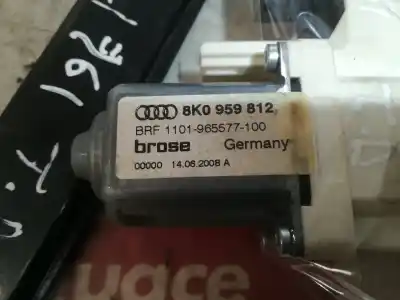 8K0 959 812
BRF 1101-965577-100
brose Germany
00000 14.06.2008 A